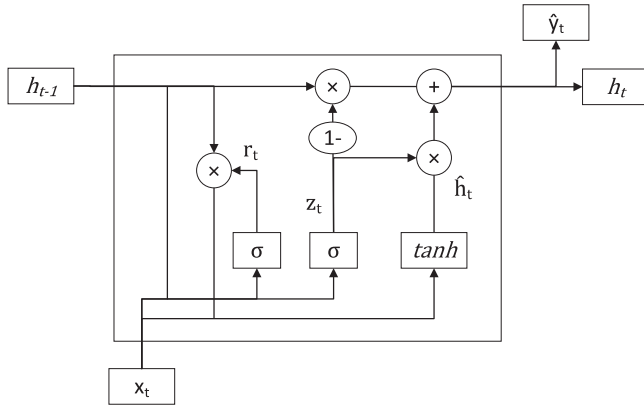 ŷt
ht-1
×
+
ht
1-
rt
×
×
zt
ĥt
σ
σ
tanh
xt